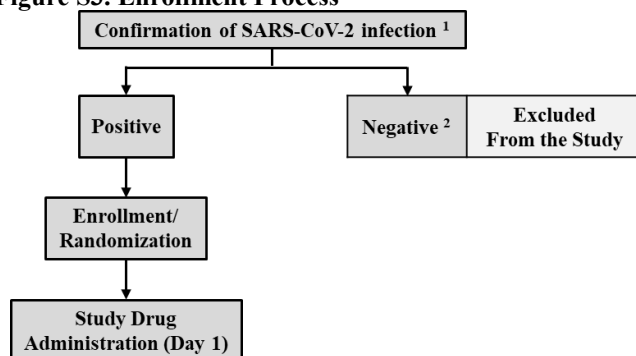 Figure S3. Enrollment Process
Confirmation of SARS-CoV-2 infection 1
Positive
Negative 2
Excluded
From the Study
Enrollment/
Randomization
Study Drug
Administration (Day 1)